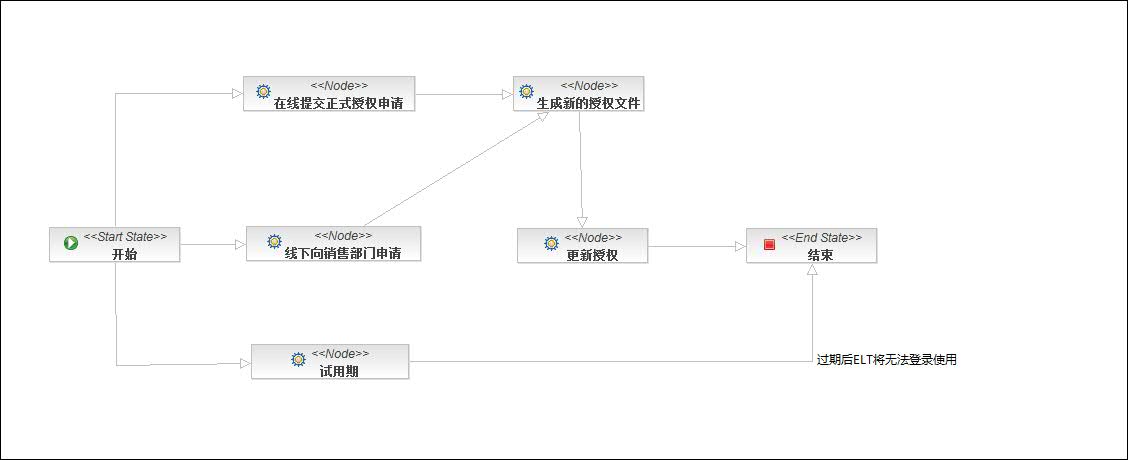 <<Node>>
在线提交正式授权申请
<<Node>>
生成新的授权文件
<<Start State>>
开始
<<Node>>
线下向销售部门申请
<<Node>>
更新授权
<<End State>>
结束
<<Node>>
试用期
过期后ELT将无法登录使用